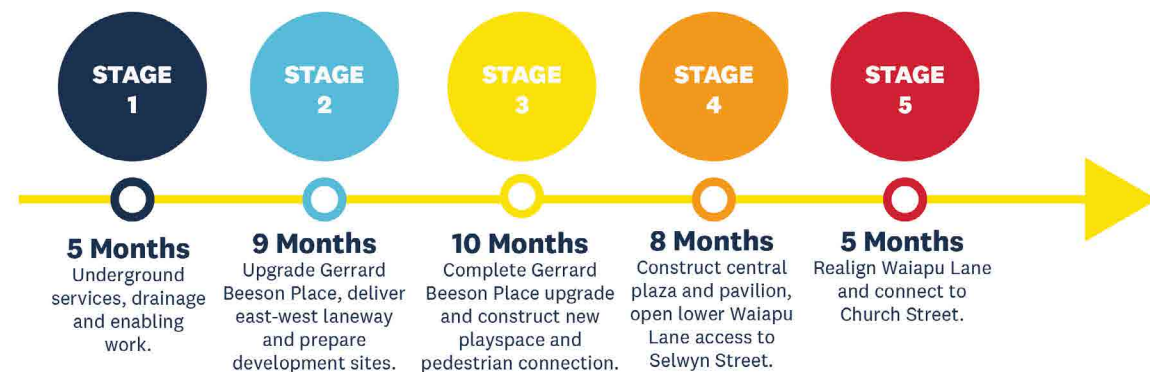 STAGE
1
STAGE
2
STAGE
3
STAGE
4
STAGE
5
5 Months
Underground
services, drainage
and enabling
work.
9 Months
Upgrade Gerrard
Beeson Place, deliver
east-west laneway
and prepare
development sites.
10 Months
Complete Gerrard
Beeson Place upgrade
and construct new
playspace and
pedestrian connection.
8 Months
Construct central
plaza and pavilion,
open lower Waiapu
Lane access to
Selwyn Street.
5 Months
Realign Waiapu Lane
and connect to
Church Street.